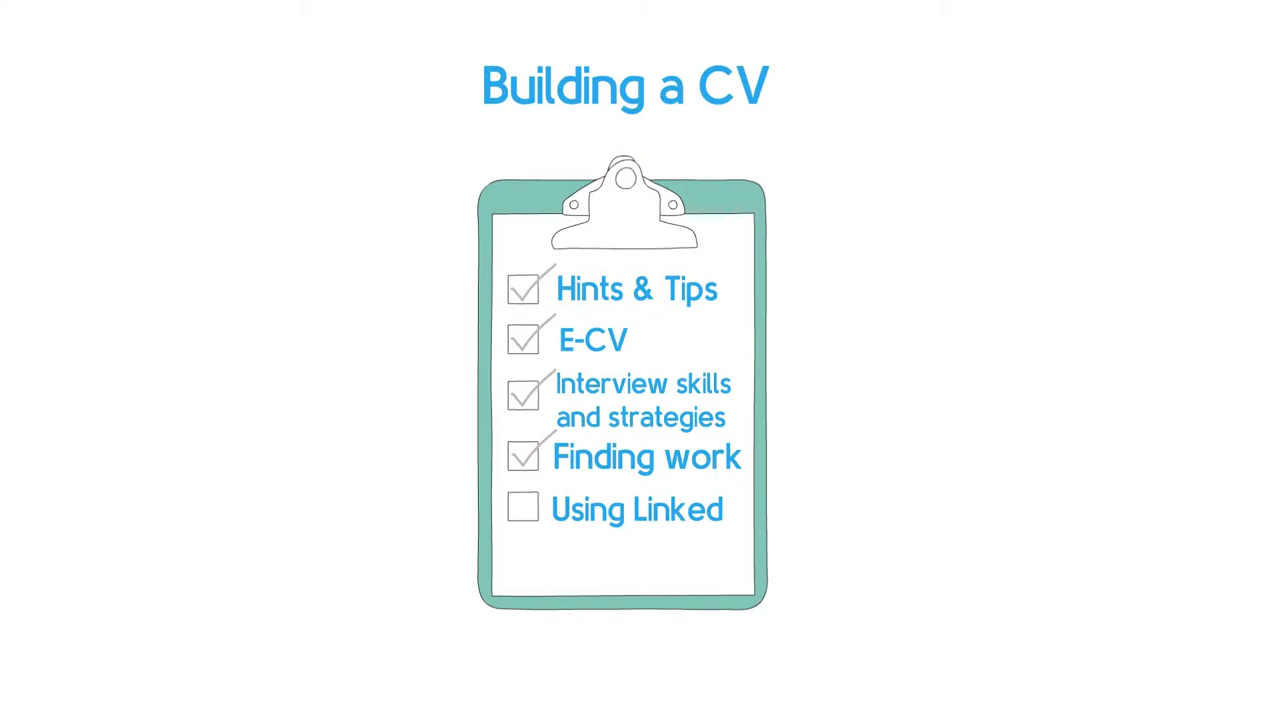 Building a CV
Hints & Tips
E-CV
Interview skills
and strategies
Finding work
Using Linked